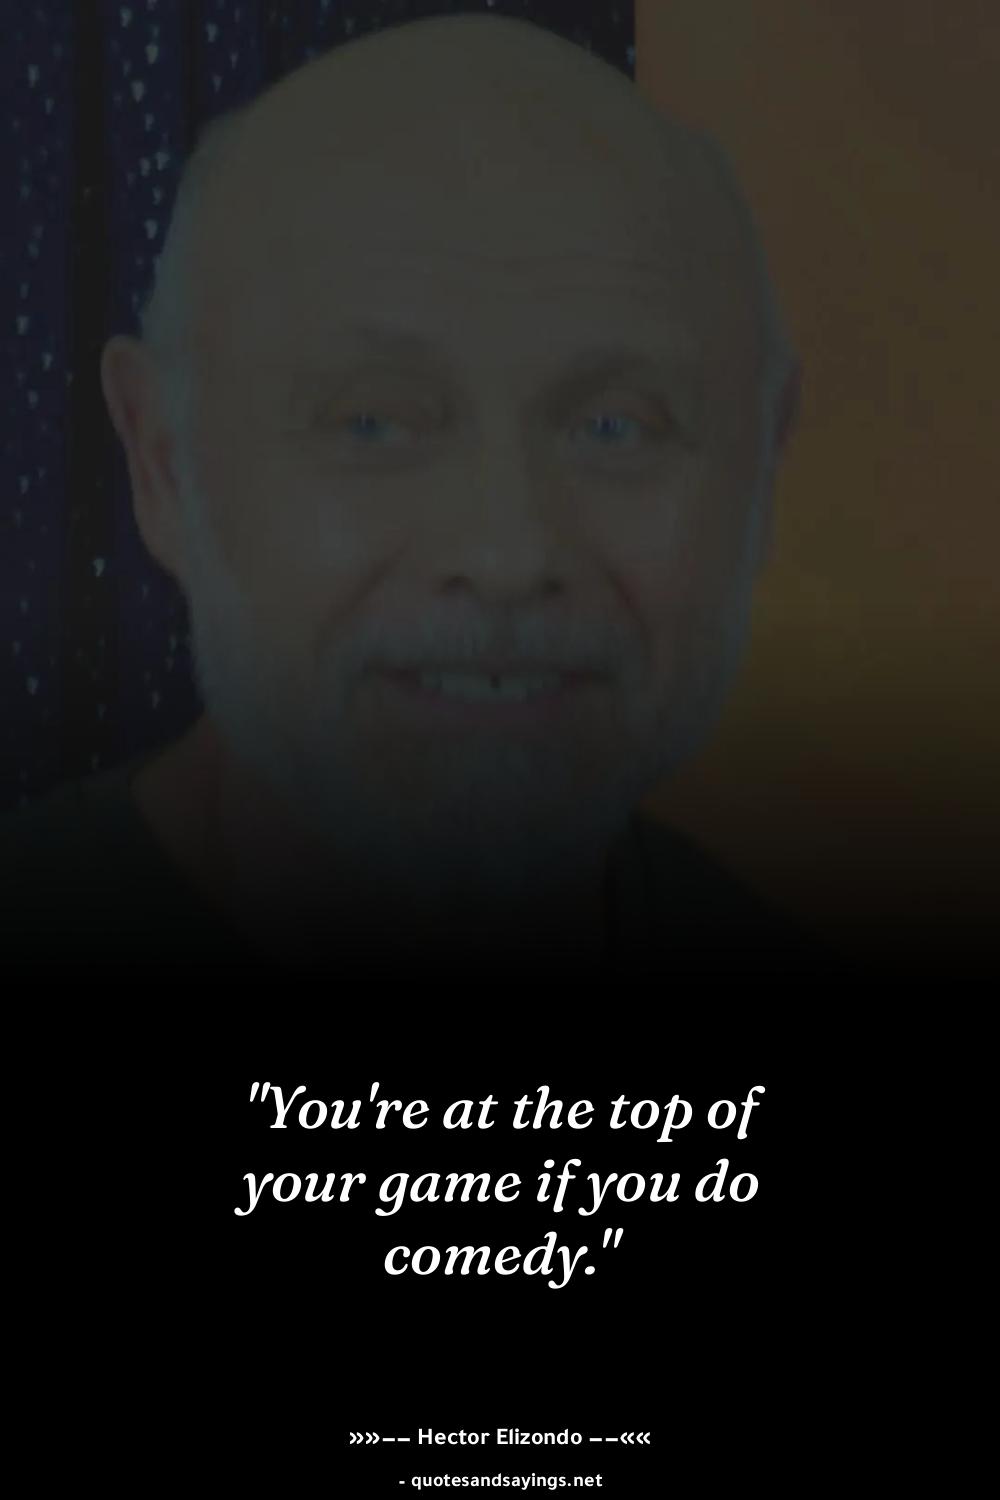 "You're at the top of
your game if you do
comedy."
»»–– Hector Elizondo ––««
- quotesandsayings.net